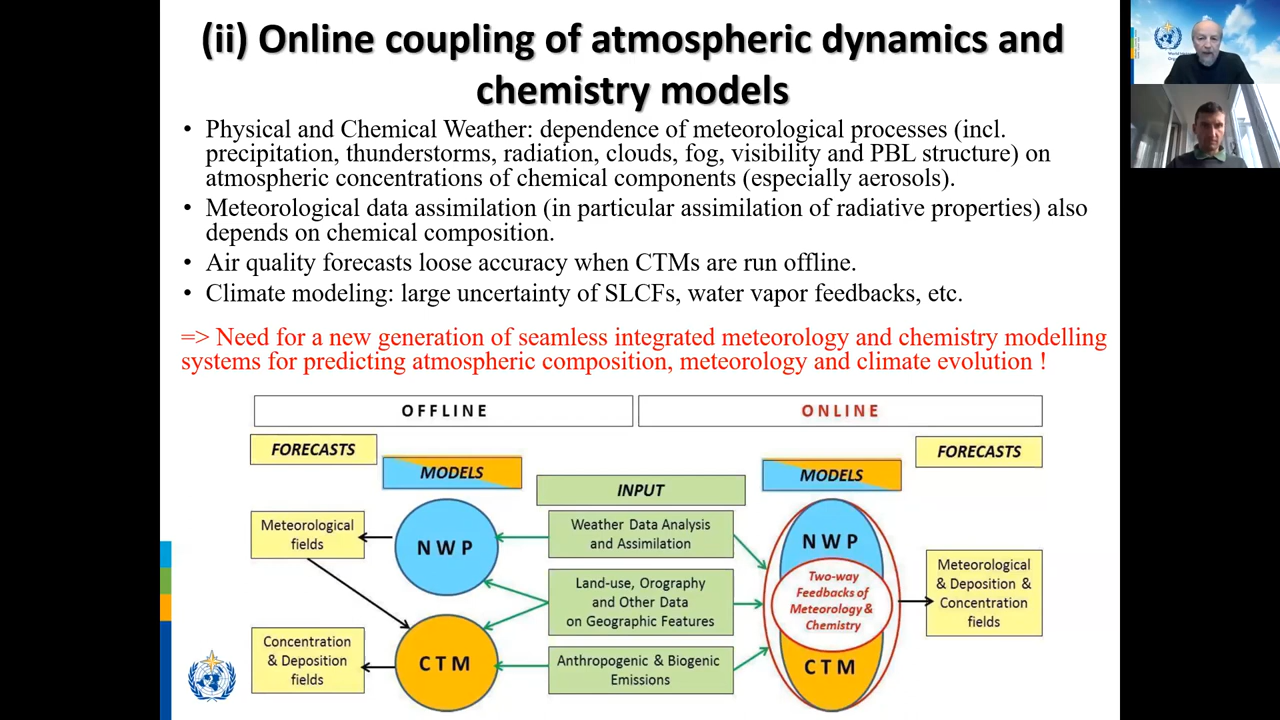 (ii) Online coupling of atmospheric dynamics and
chemistry models
• Physical and Chemical Weather: dependence of meteorological processes (incl.
precipitation, thunderstorms, radiation, clouds, fog, visibility and PBL structure) on
atmospheric concentrations of chemical components (especially aerosols).
• Meteorological data assimilation (in particular assimilation of radiative properties) also
depends on chemical composition.
• Air quality forecasts loose accuracy when CTMs are run offline.
• Climate modeling: large uncertainty of SLCFs, water vapor feedbacks, etc.
=> Need for a new generation of seamless integrated meteorology and chemistry modelling
systems for predicting atmospheric composition, meteorology and climate evolution !
OFFLINE
ONLINE
FORECASTS
MODELS
INPUT
MODELS
FORECASTS
Meteorological
fields
NWP
Weather Data Analysis
and Assimilation
NWP
Land-use, Orography
and Other Data
on Geographic Features
Two-way
Feedbacks of
Meteorology &
Chemistry
Meteorological
& Deposition &
Concentration
fields
Concentration
& Deposition
fields
CTM
Anthropogenic & Biogenic
Emissions
CTM